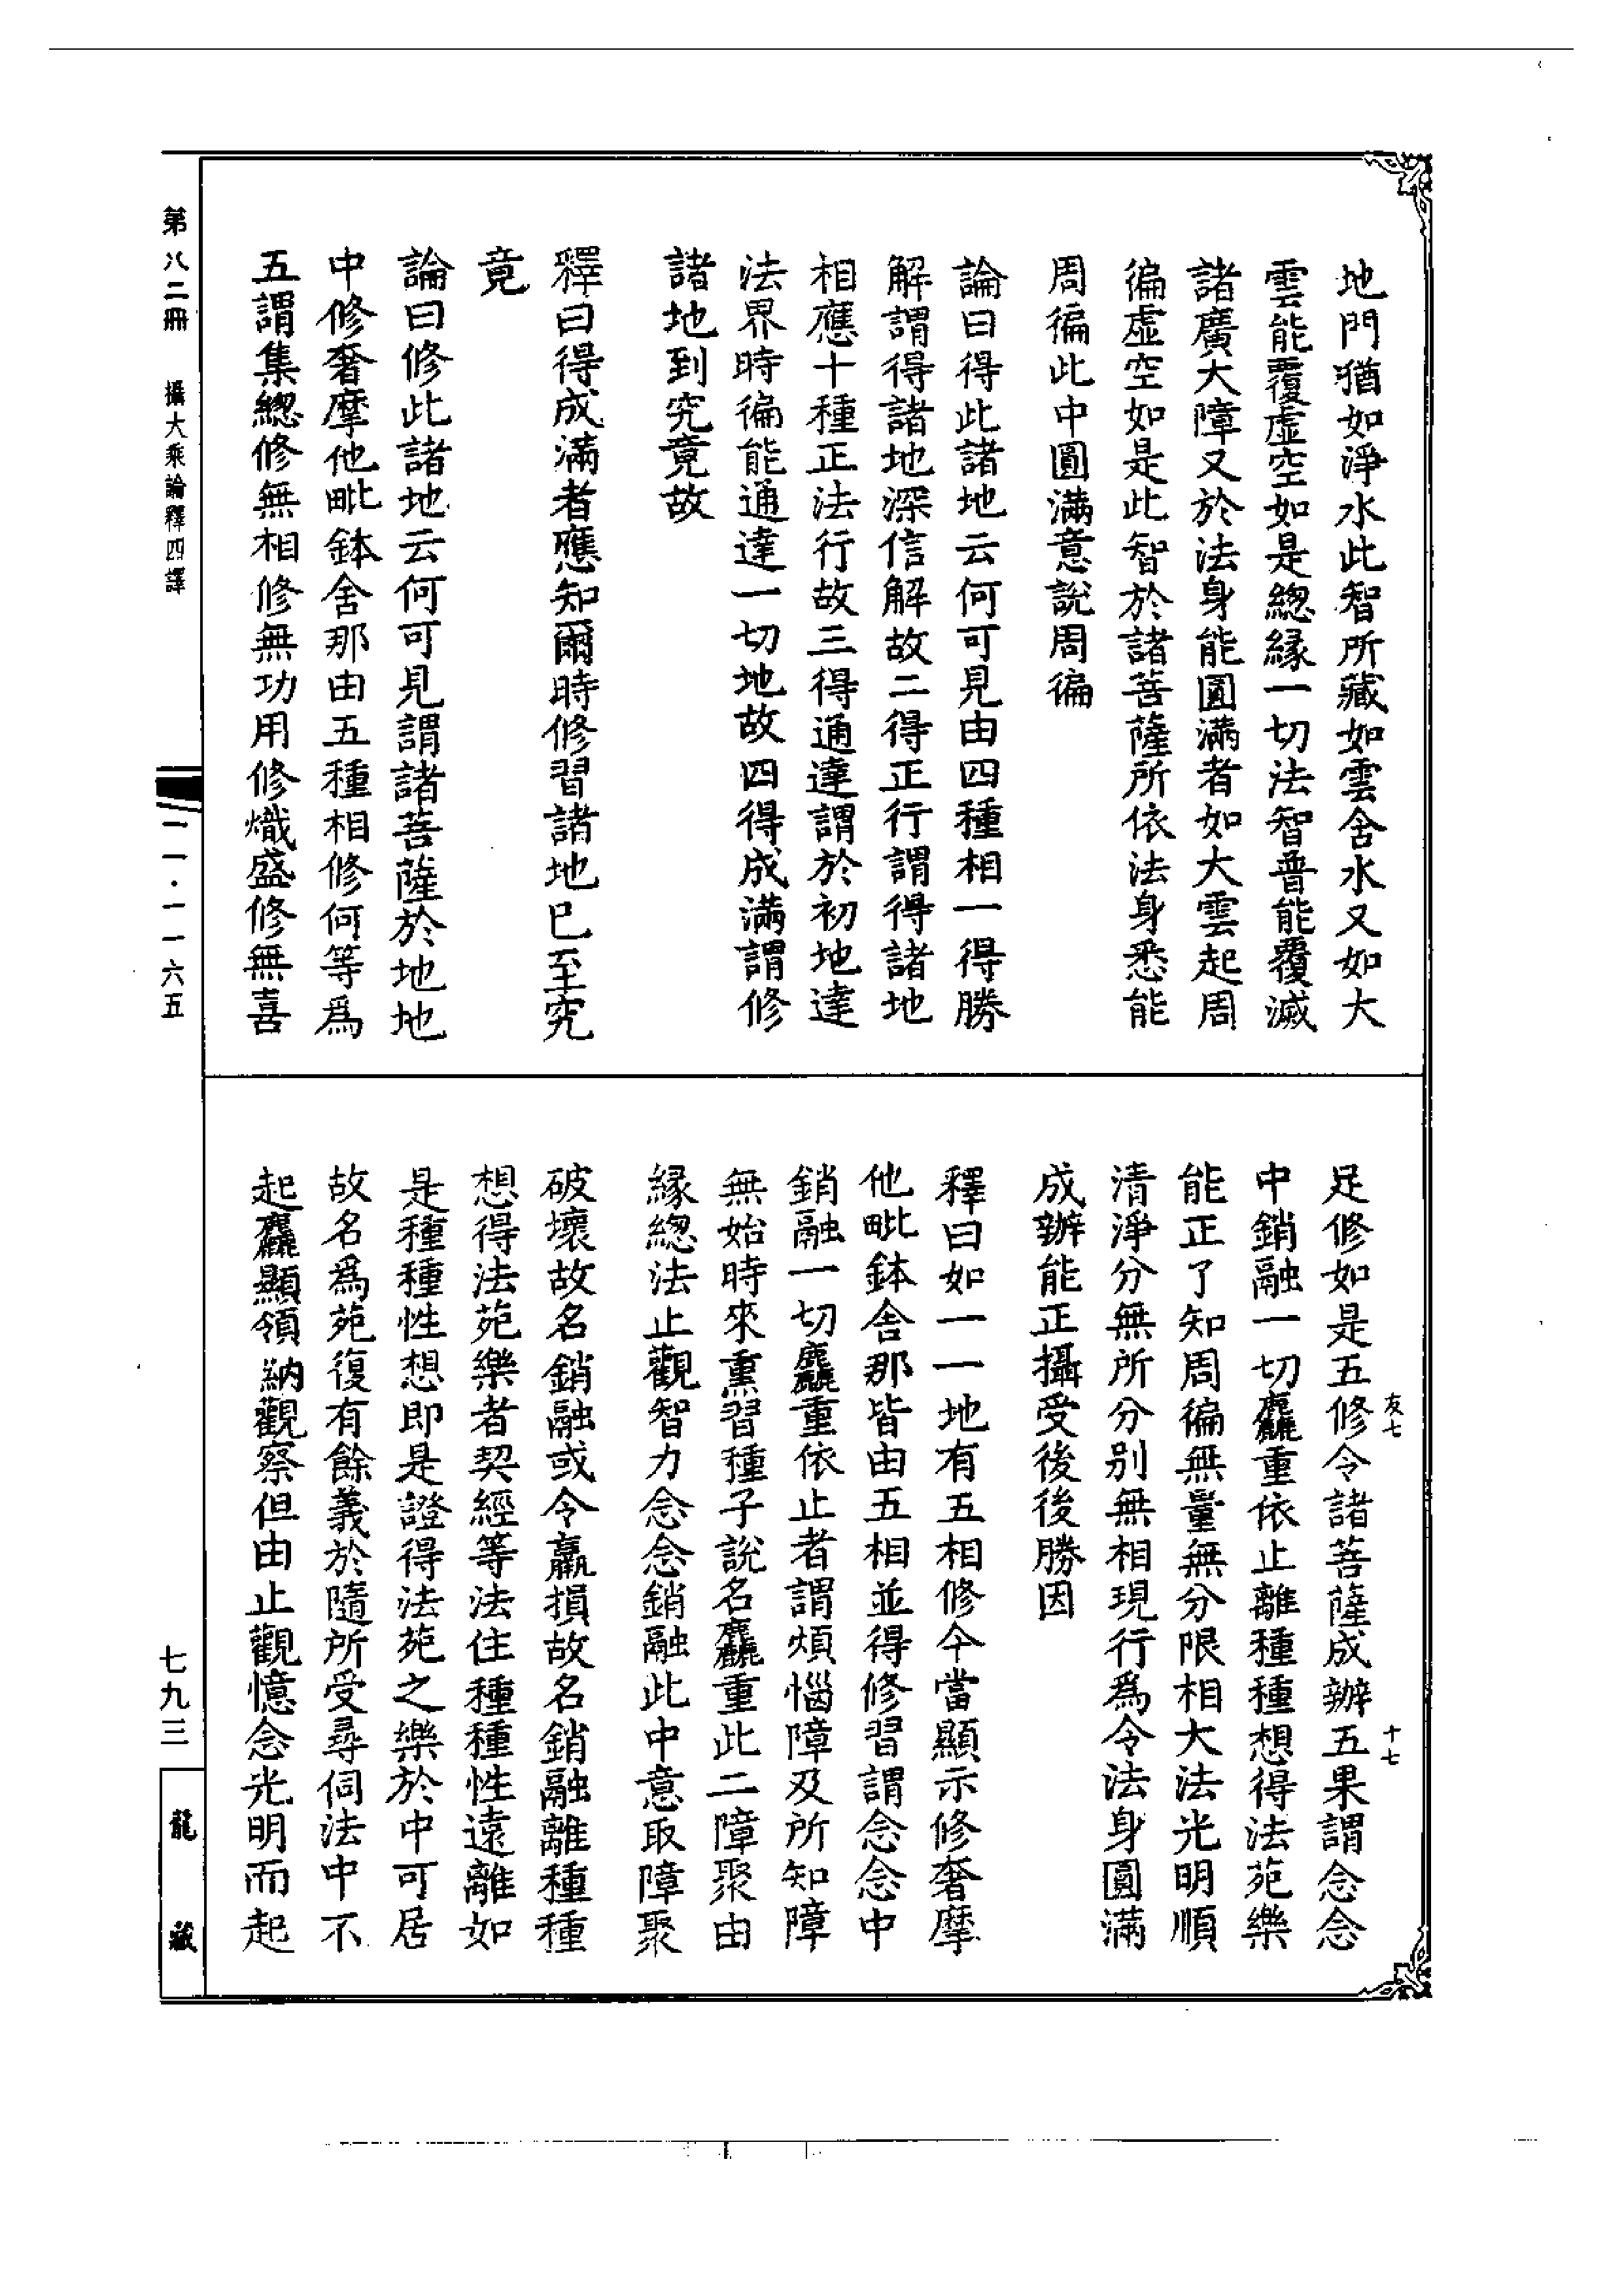 地門猶如淨水此智所藏如雲含水又如大
雲能覆虛空如是總緣一切法智普能覆滅
諸廣大障又於法身能圓滿者如大雲起周
徧虛空如是此智於諸菩薩所依法身悉能
周徧此中圓滿意說周徧
論曰得此諸地云何可見由四種相一得勝
解謂得諸地深信解故二得正行謂得諸地
相應十種正法行故三得通達謂於初地達
法界時徧能通達一切地故四得成滿謂修
諸地到究竟故
釋曰得成滿者應知爾時修習諸地已至究
竟
論曰修此諸地云何可見謂諸菩薩於地地
中修奢摩他毗鉢舍那由五種相修何等爲
五謂集總修無相修無功用修熾盛修無喜
足修如是五修令諸菩薩成辦五果謂念念
中銷融一切麤重依止離種種想得法苑樂
能正了知周徧無量無分限相大法光明順
清淨分無所分別無相現行爲令法身圓滿
成辦能正攝受後後勝因
釋曰如一一地有五相修今當顯示修奢摩
他毗鉢舍那皆由五相並得修習謂念念中
銷融一切麤重依止者謂煩惱障及所知障
無始時來熏習種子說名麤重此二障聚由
緣總法止觀智力念念銷融此中意取障聚
破壞故名銷融或令羸損故名銷融離種種
想得法苑樂者契經等法住種種性遠離如
是種種性想即是證得法苑之樂於中可居
故名爲苑復有餘義於隨所受尋伺法中不
起麤顯領納觀察但由止觀憶念光明而起
友七
十七
第八二冊 攝大乘論釋四譯
一一·一一六五
七九三
龍藏